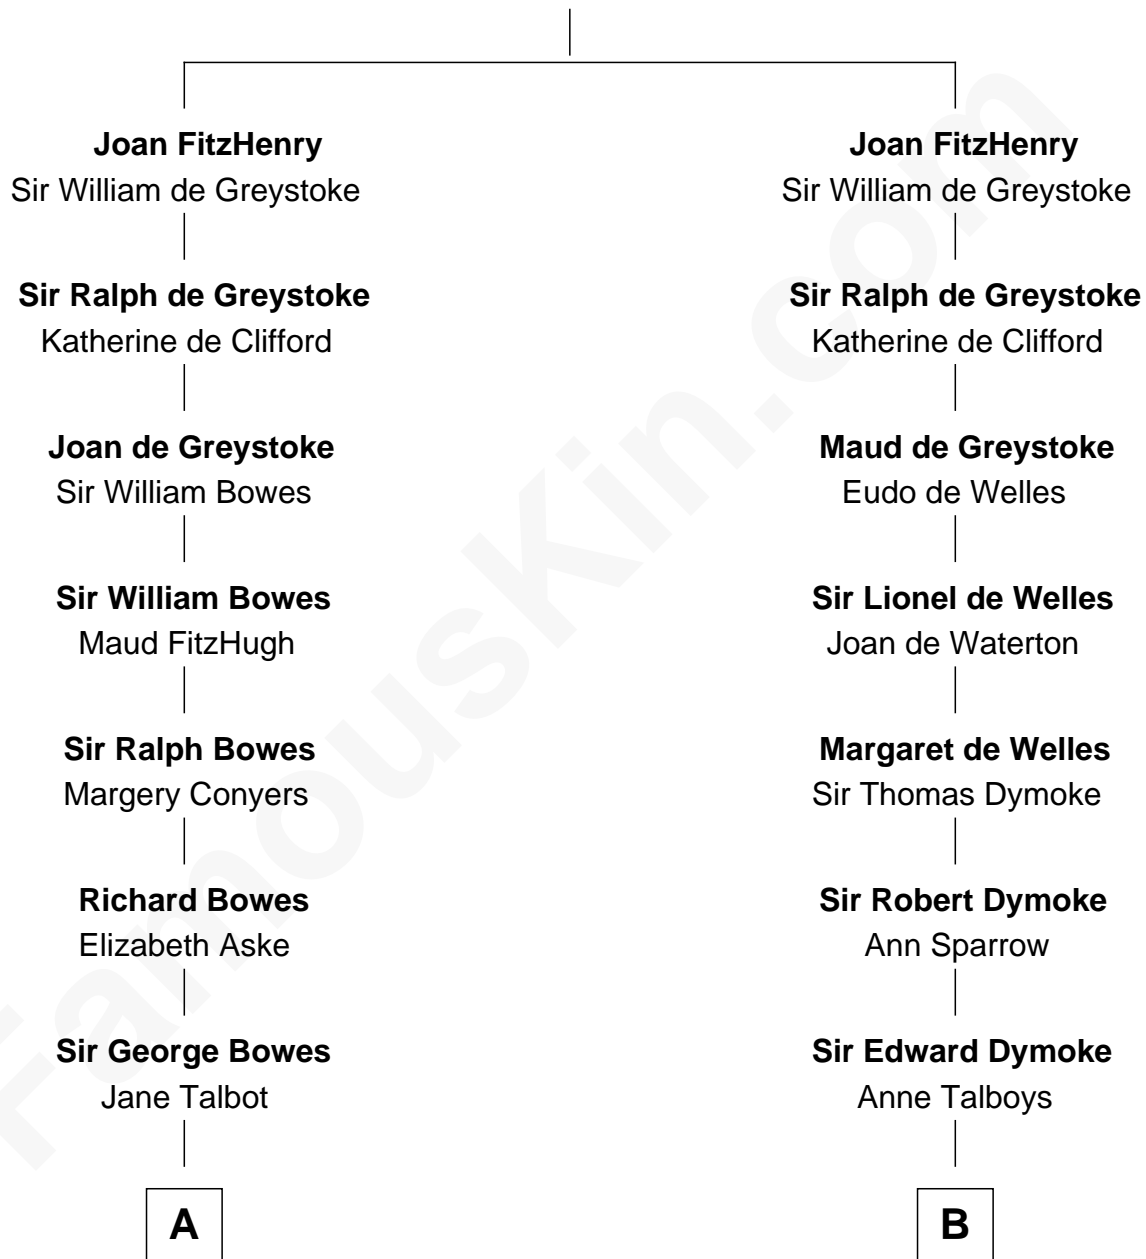 Joan FitzHenry
Sir William de Greystoke
Sir Ralph de Greystoke
Katherine de Clifford
Joan de Greystoke
Sir William Bowes
Sir William Bowes
Maud FitzHugh
Sir Ralph Bowes
Margery Conyers
Richard Bowes
Elizabeth Aske
Sir George Bowes
Jane Talbot
A
Joan FitzHenry
Sir William de Greystoke
Sir Ralph de Greystoke
Katherine de Clifford
Maud de Greystoke
Eudo de Welles
Sir Lionel de Welles
Joan de Waterton
Margaret de Welles
Sir Thomas Dymoke
Sir Robert Dymoke
Ann Sparrow
Sir Edward Dymoke
Anne Talboys
B
FamousKin.com